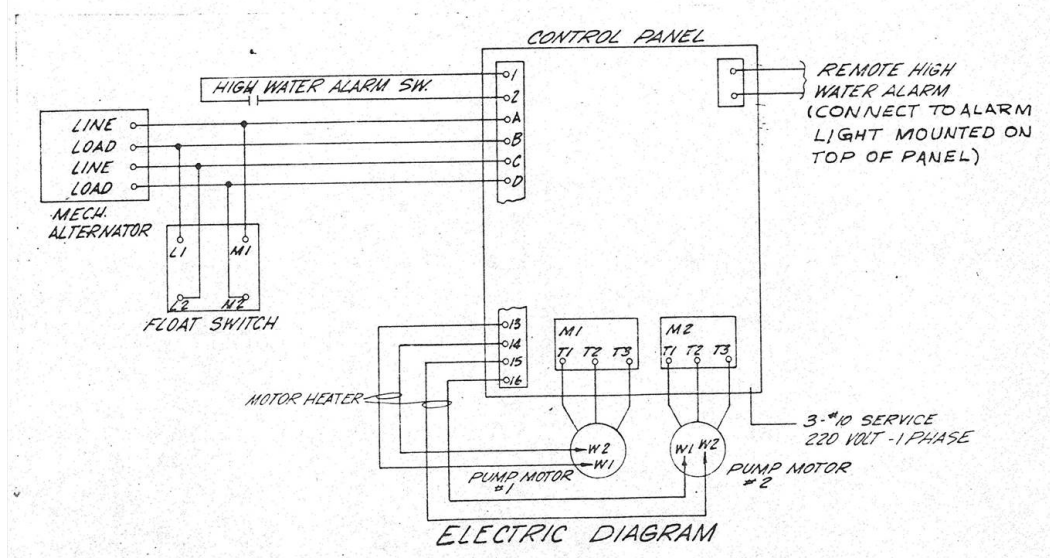 CONTROL PANEL
HIGH WATER ALARM SW.
1
2
A
B
C
D
REMOTE HIGH
WATER ALARM
(CONNECT TO ALARM
LIGHT MOUNTED ON
TOP OF PANEL)
LINE
LOAD
LINE
LOAD
MECH.
ALTERNATOR
L1
M1
L2
M2
FLOAT SWITCH
13
14
15
16
M1
T1 T2 T3
M2
T1 T2 T3
MOTOR HEATER
3-#10 SERVICE
220 VOLT -1 PHASE
W2
W1
W1 W2
PUMP MOTOR
#1
PUMP MOTOR
#2
ELECTRIC DIAGRAM